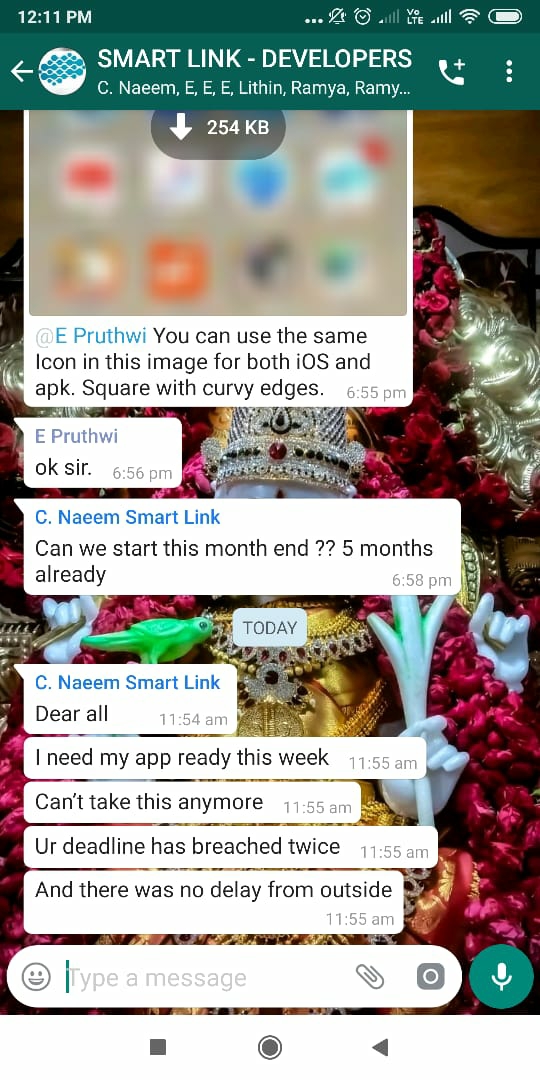 12:11 PM
Vo
LTE
SMART LINK - DEVELOPERS
C. Naeem, E, E, E, Lithin, Ramya, Ramy...
254 KB
@E Pruthwi You can use the same
Icon in this image for both iOS and
apk. Square with curvy edges. 6:55 pm
E Pruthwi
ok sir. 6:56 pm
C. Naeem Smart Link
Can we start this month end ?? 5 months
already 6:58 pm
TODAY
C. Naeem Smart Link
Dear all 11:54 am
I need my app ready this week 11:55 am
Can't take this anymore 11:55 am
Ur deadline has breached twice 11:55 am
And there was no delay from outside
11:55 am
Type a message